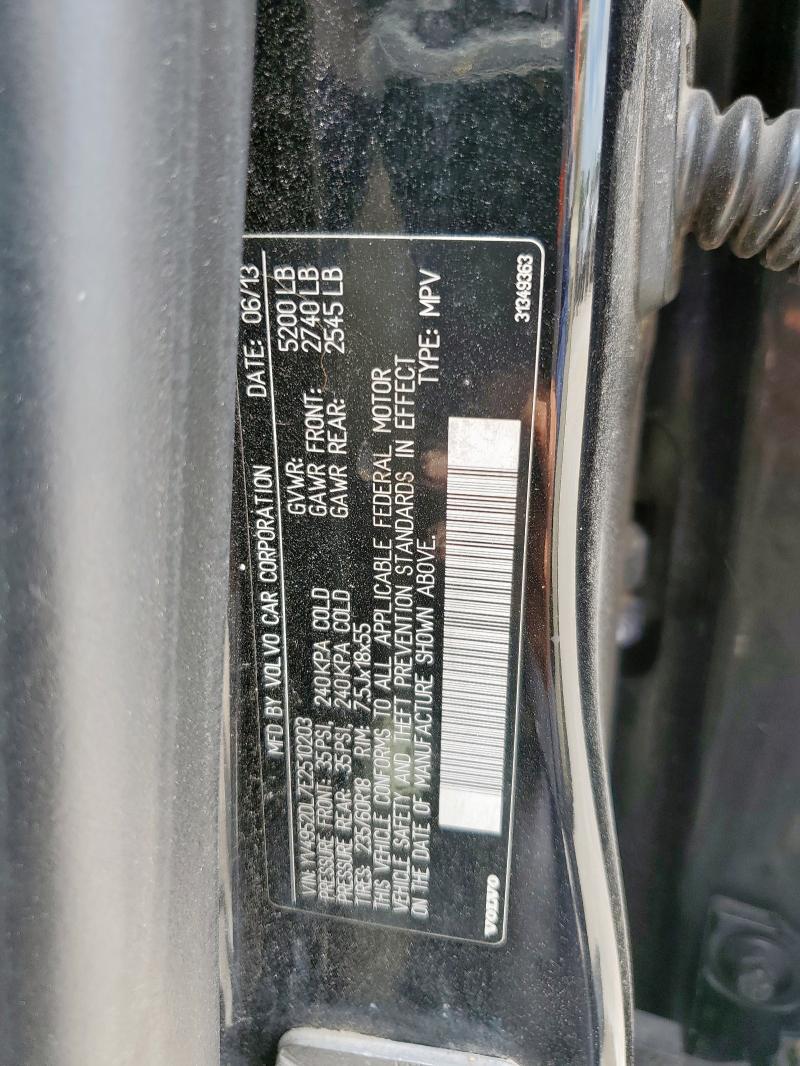 MFD BY VOLVO CAR CORPORATION DATE: 06/13
VIN: YV4952DL7E2510203 GVWR: 5200 LB
PRESSURE FRONT: 35PSI, 240KPA COLD GAWR FRONT: 2740 LB
PRESSURE REAR: 35PSI, 240KPA COLD GAWR REAR: 2545 LB
TIRES: 235/60R18 RIM: 7.5Jx18x55
THIS VEHICLE CONFORMS TO ALL APPLICABLE FEDERAL MOTOR
VEHICLE SAFETY AND THEFT PREVENTION STANDARDS IN EFFECT
ON THE DATE OF MANUFACTURE SHOWN ABOVE. TYPE: MPV
VOLVO 31349363